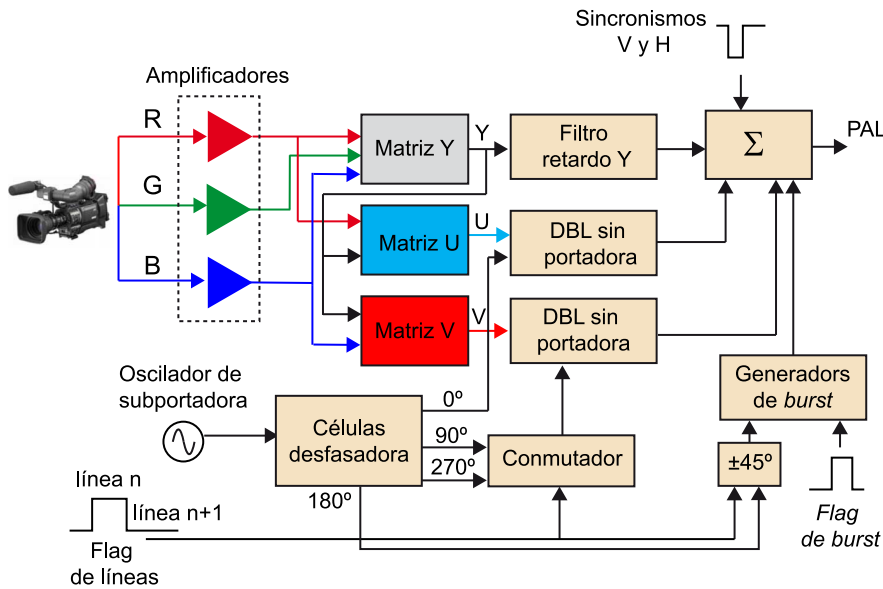 Sincronismos
V y H
Amplificadores
R
G
B
Matriz Y
Y
Filtro
retardo Y
Σ
PAL
Matriz U
U
DBL sin
portadora
Matriz V
V
DBL sin
portadora
Oscilador de
subportadora
Células
desfasadora
0º
90º
270º
180º
Conmutador
Generadors
de burst
±45º
línea n
línea n+1
Flag
de líneas
Flag
de burst